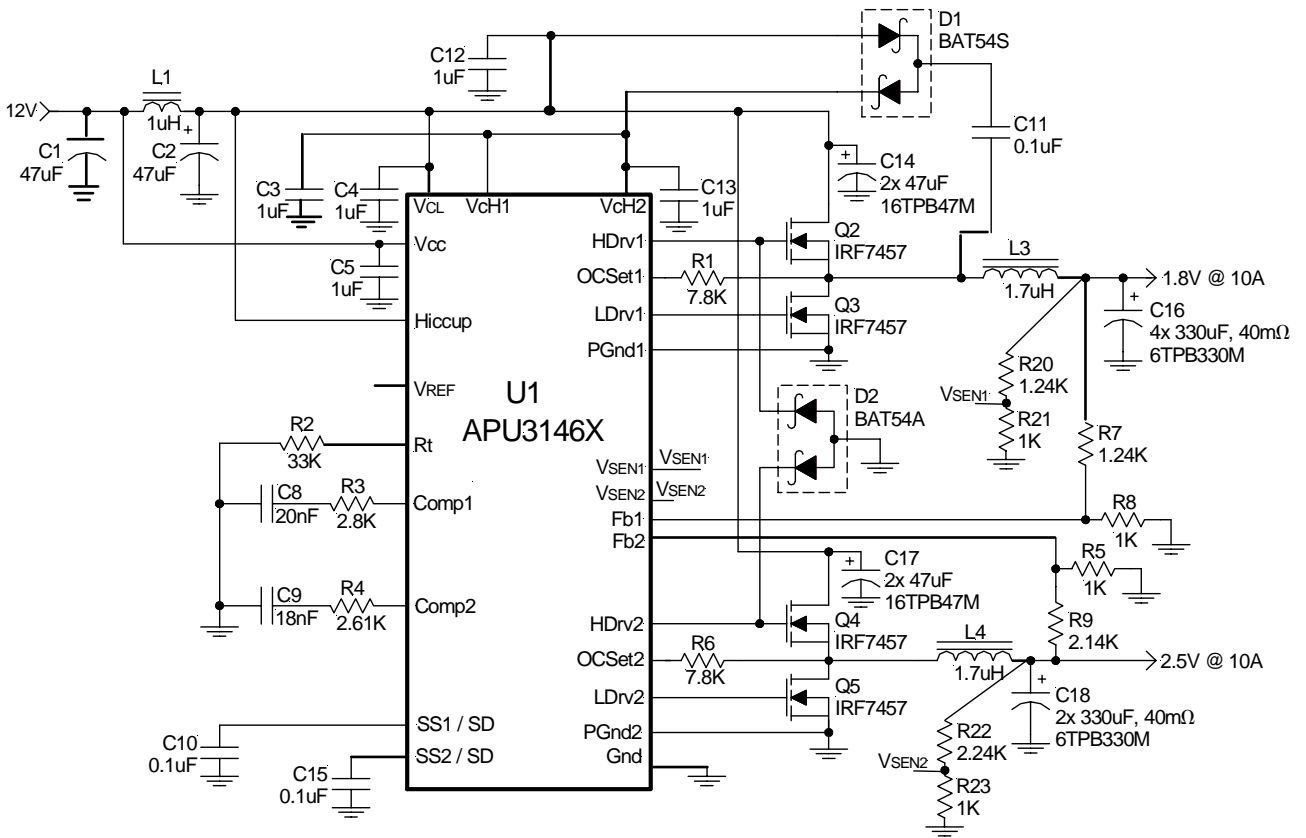 D1
BAT54S
C12
1uF
L1
12V
1uH
+
C1
47uF
C2
47uF
C11
0.1uF
C3
1uF
C4
1uF
C13
1uF
+
C14
2x 47uF
16TPB47M
VCL
VcH1
VcH2
Vcc
C5
1uF
HDrv1
Q2
IRF7457
OCSet1
R1
7.8K
L3
1.7uH
1.8V @ 10A
LDrv1
Q3
IRF7457
+
C16
4x 330uF, 40mΩ
6TPB330M
Hiccup
PGnd1
R20
1.24K
VSEN1
R21
1K
VREF
U1
APU3146X
D2
BAT54A
R7
1.24K
R2
33K
Rt
VSEN1
VSEN1
VSEN2
VSEN2
C8
20nF
R3
2.8K
Comp1
Fb1
R8
1K
Fb2
R5
1K
+
C17
2x 47uF
16TPB47M
C9
18nF
R4
2.61K
Comp2
HDrv2
Q4
IRF7457
R9
2.14K
OCSet2
R6
7.8K
L4
1.7uH
2.5V @ 10A
LDrv2
Q5
IRF7457
+
C18
2x 330uF, 40mΩ
6TPB330M
SS1 / SD
PGnd2
R22
2.24K
C10
0.1uF
SS2 / SD
Gnd
VSEN2
R23
1K
C15
0.1uF